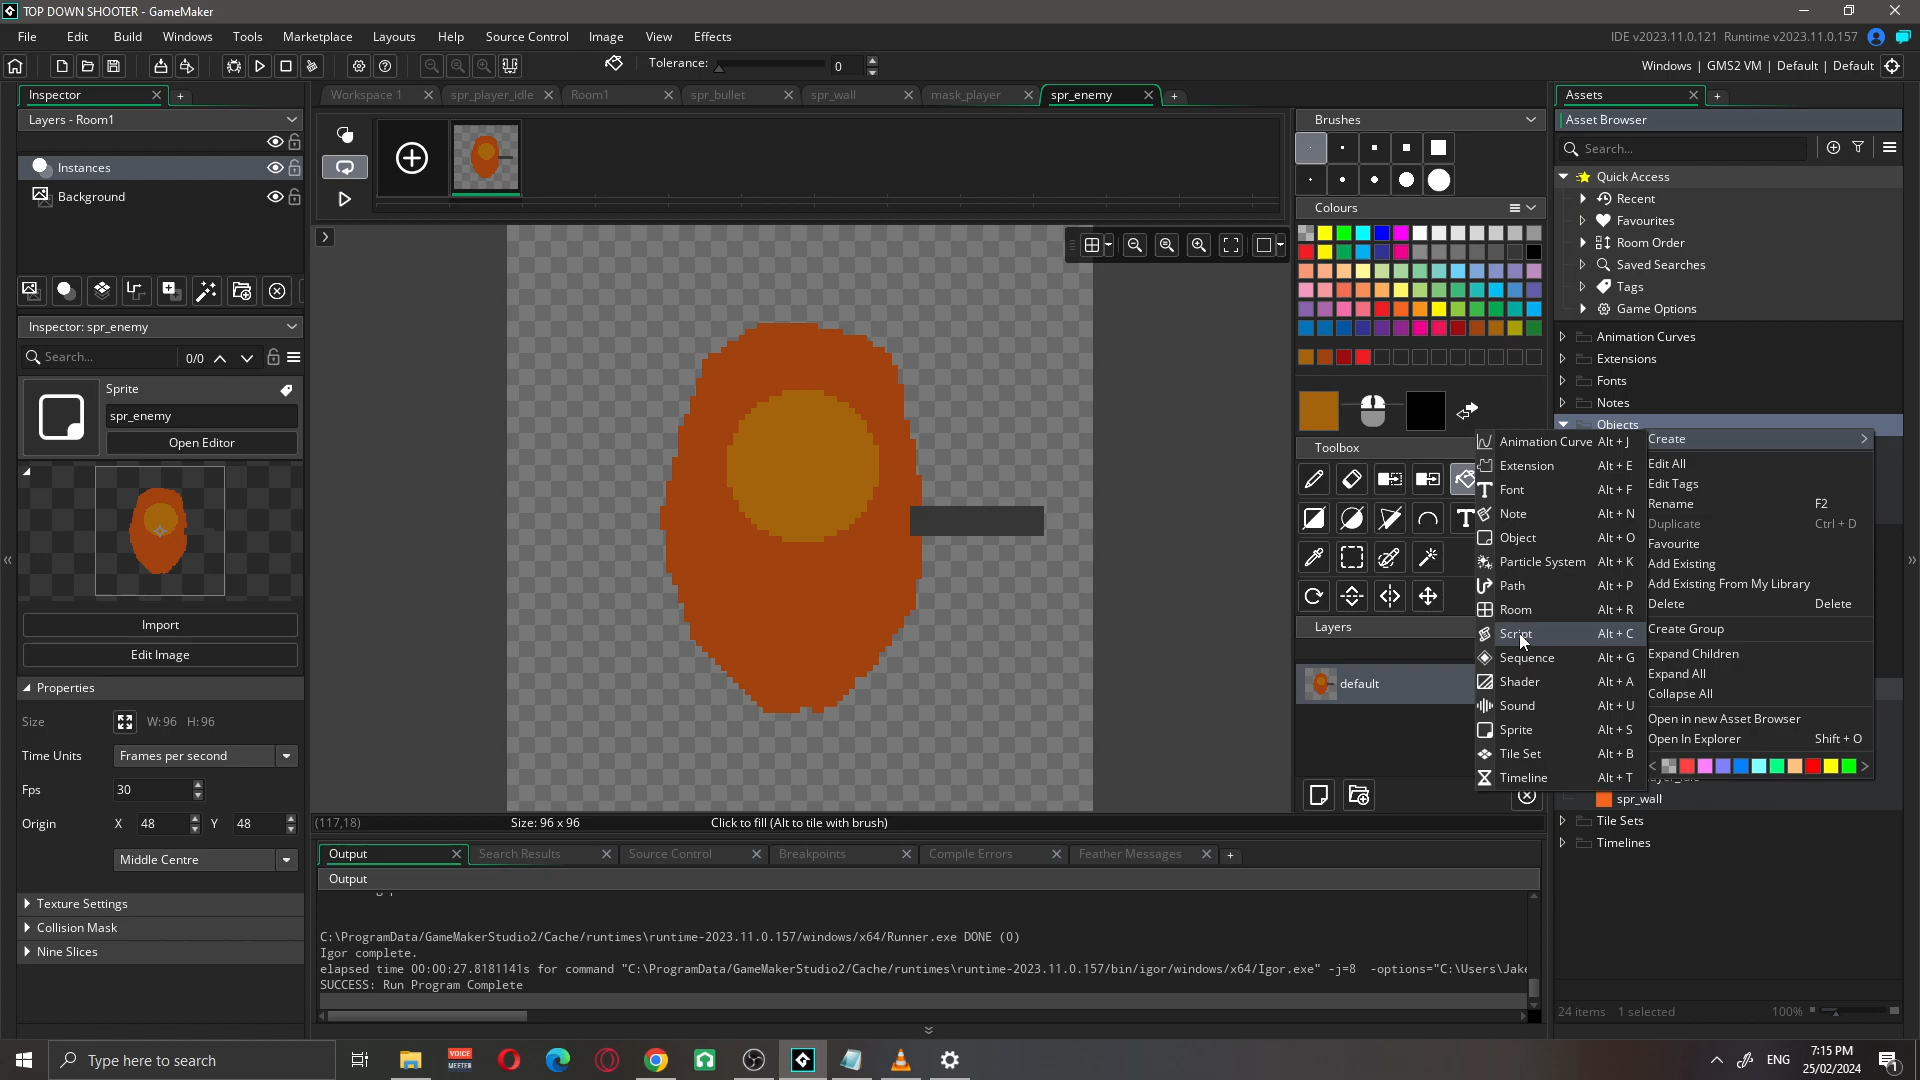 TOP DOWN SHOOTER - GameMaker
File Edit Build Windows Tools Marketplace Layouts Help Source Control Image View Effects
IDE v2023.11.0.121 Runtime v2023.11.0.157
Tolerance: 0
Windows | GMS2 VM | Default | Default
Inspector
Workspace 1 spr_player_idle Room1 spr_bullet spr_wall mask_player spr_enemy
Assets
Layers - Room1
Brushes
Asset Browser
Search...
Instances
Background
Quick Access
Recent
Favourites
Room Order
Saved Searches
Tags
Game Options
Colours
Inspector: spr_enemy
Search... 0/0
Sprite
spr_enemy
Open Editor
Import
Edit Image
Properties
Size W:96 H:96
Time Units Frames per second
Fps 30
Origin X 48 Y 48
Middle Centre
Texture Settings
Collision Mask
Nine Slices
Animation Curves
Extensions
Fonts
Notes
Objects
Toolbox
Layers
default
Animation Curve Alt + J
Extension Alt + E
Font Alt + F
Note Alt + N
Object Alt + O
Particle System Alt + K
Path Alt + P
Room Alt + R
Script Alt + C
Sequence Alt + G
Shader Alt + A
Sound Alt + U
Sprite Alt + S
Tile Set Alt + B
Timeline Alt + T
Create
Edit All
Edit Tags
Rename F2
Duplicate Ctrl + D
Favourite
Add Existing
Add Existing From My Library
Delete Delete
Create Group
Expand Children
Expand All
Collapse All
Open in new Asset Browser
Open In Explorer Shift + O
spr_wall
Tile Sets
Timelines
(117,18) Size: 96 x 96 Click to fill (Alt to tile with brush)
Output Search Results Source Control Breakpoints Compile Errors Feather Messages
Output
C:\ProgramData/GameMakerStudio2/Cache/runtimes\runtime-2023.11.0.157/windows/x64/Runner.exe DONE (0)
Igor complete.
elapsed time 00:00:27.8181141s for command "C:\ProgramData/GameMakerStudio2/Cache/runtimes\runtime-2023.11.0.157/bin/igor/windows/x64/Igor.exe" -j=8 -options="C:\Users\Jake
SUCCESS: Run Program Complete
24 items 1 selected 100%
Type here to search
VOICE MEETER
ENG
7:15 PM
25/02/2024
1